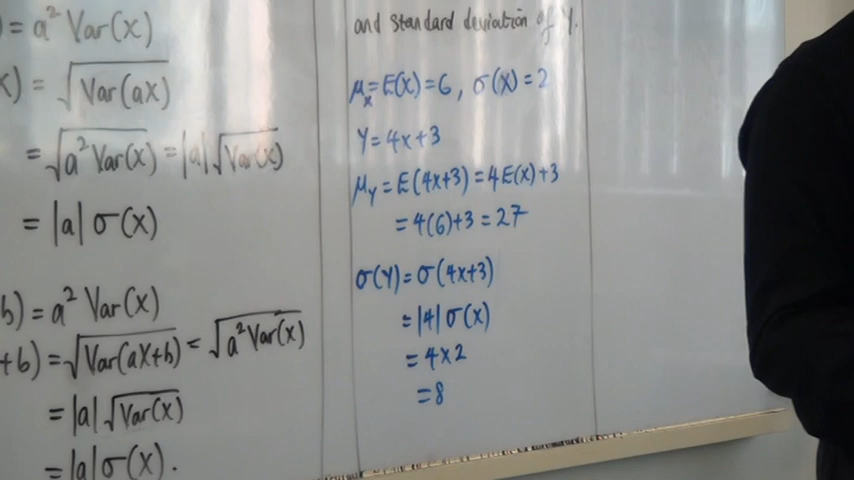 ) = a² Var(x)
x) = √Var(ax)
= √a² Var(x) = |a| √Var(x)
= |a| σ(x)
b) = a² Var(x)
+b) = √Var(aX+b) = √a² Var(x)
= |a| √Var(x)
= |a| σ(x).
and standard deviation of Y.
μx = E(X) = 6, σ(X) = 2
Y = 4x+3
μY = E(4x+3) = 4E(x)+3
= 4(6)+3 = 27
σ(Y) = σ(4x+3)
= |4| σ(x)
= 4×2
= 8